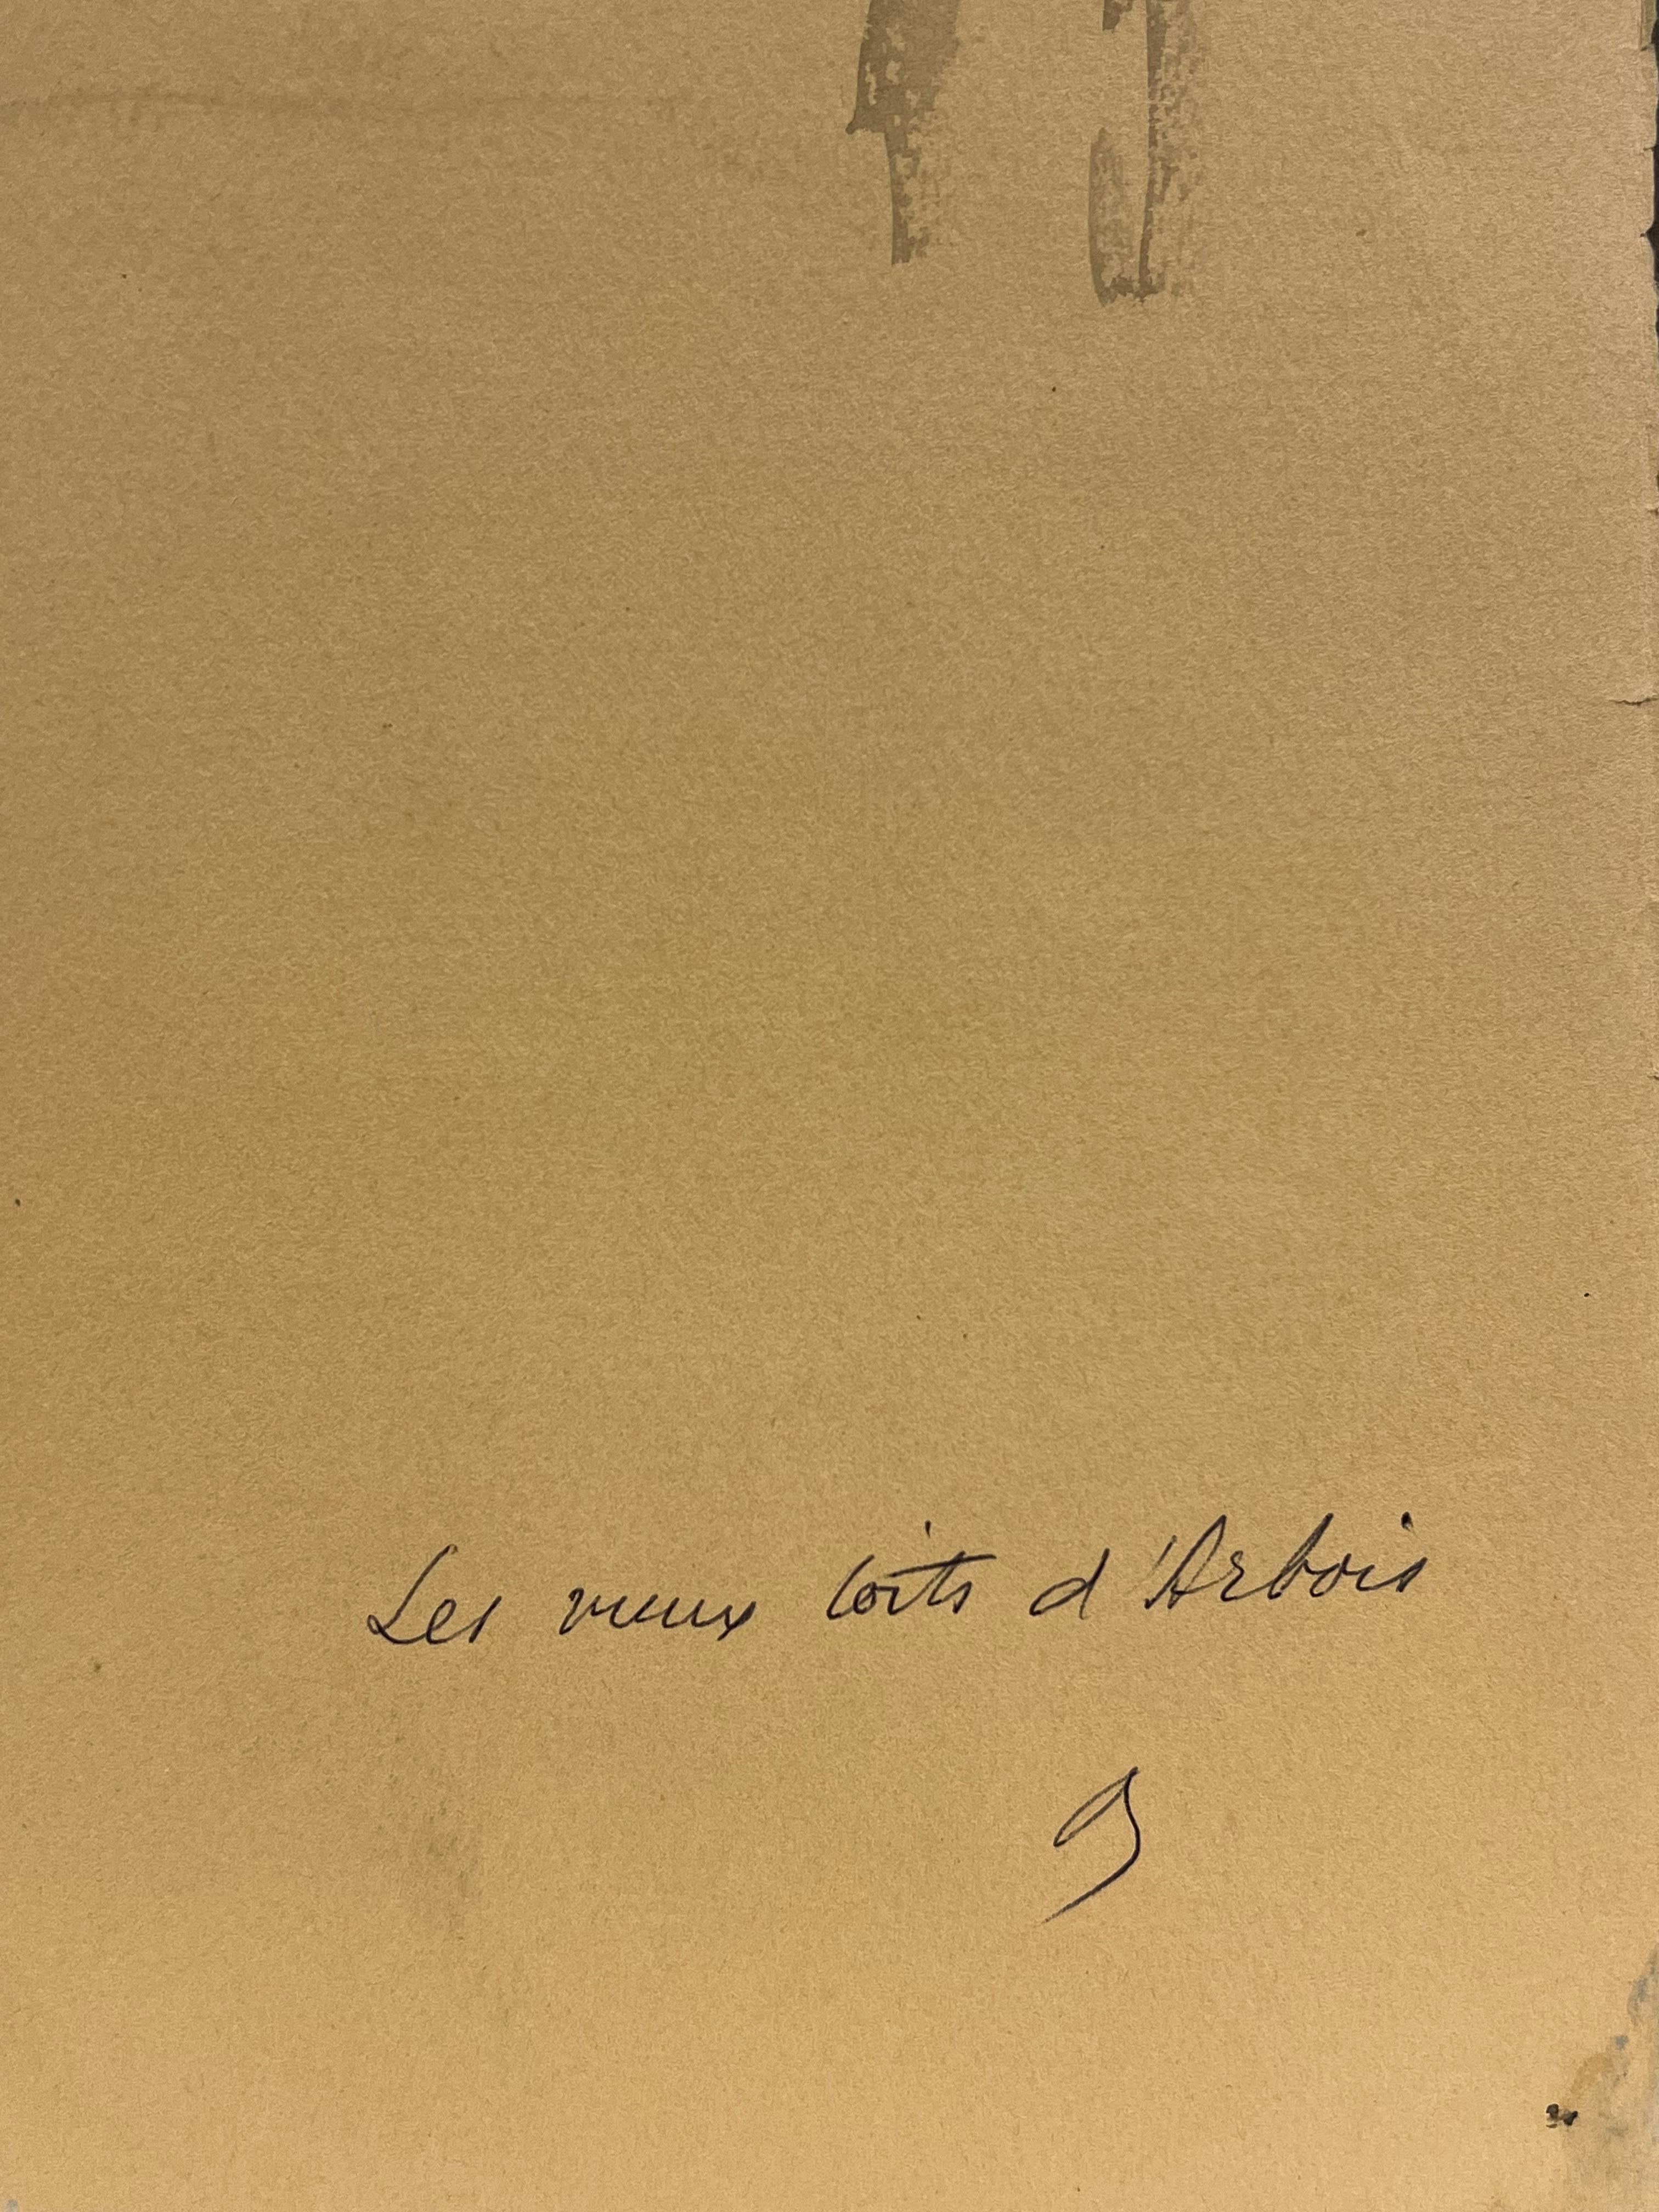 Les vieux toits d'Arbois